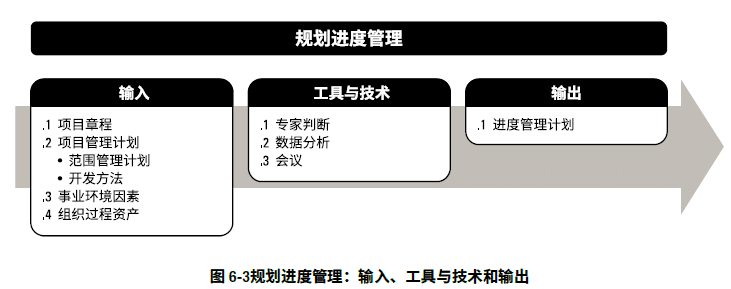 规划进度管理
输入
.1 项目章程
.2 项目管理计划
• 范围管理计划
• 开发方法
.3 事业环境因素
.4 组织过程资产
工具与技术
.1 专家判断
.2 数据分析
.3 会议
输出
.1 进度管理计划
图 6-3规划进度管理：输入、工具与技术和输出